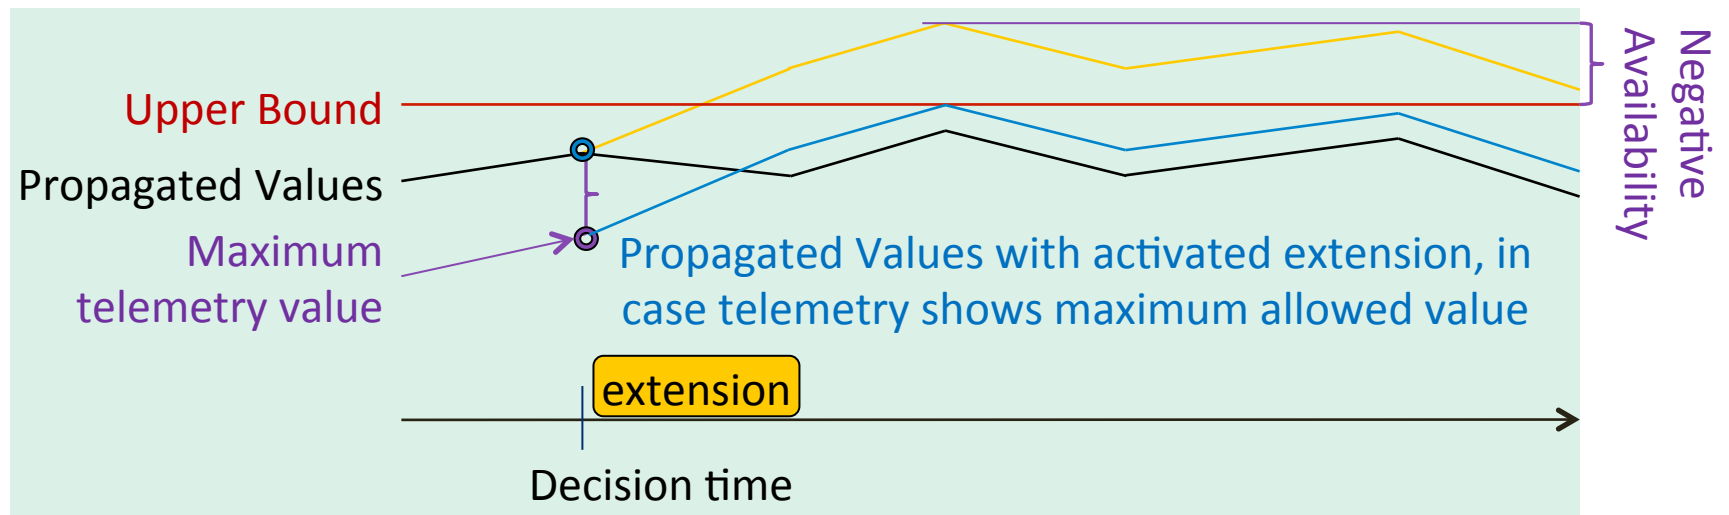 Upper Bound
Propagated Values
Maximum
telemetry value
Propagated Values with activated extension, in
case telemetry shows maximum allowed value
extension
Decision time
Negative
Availability